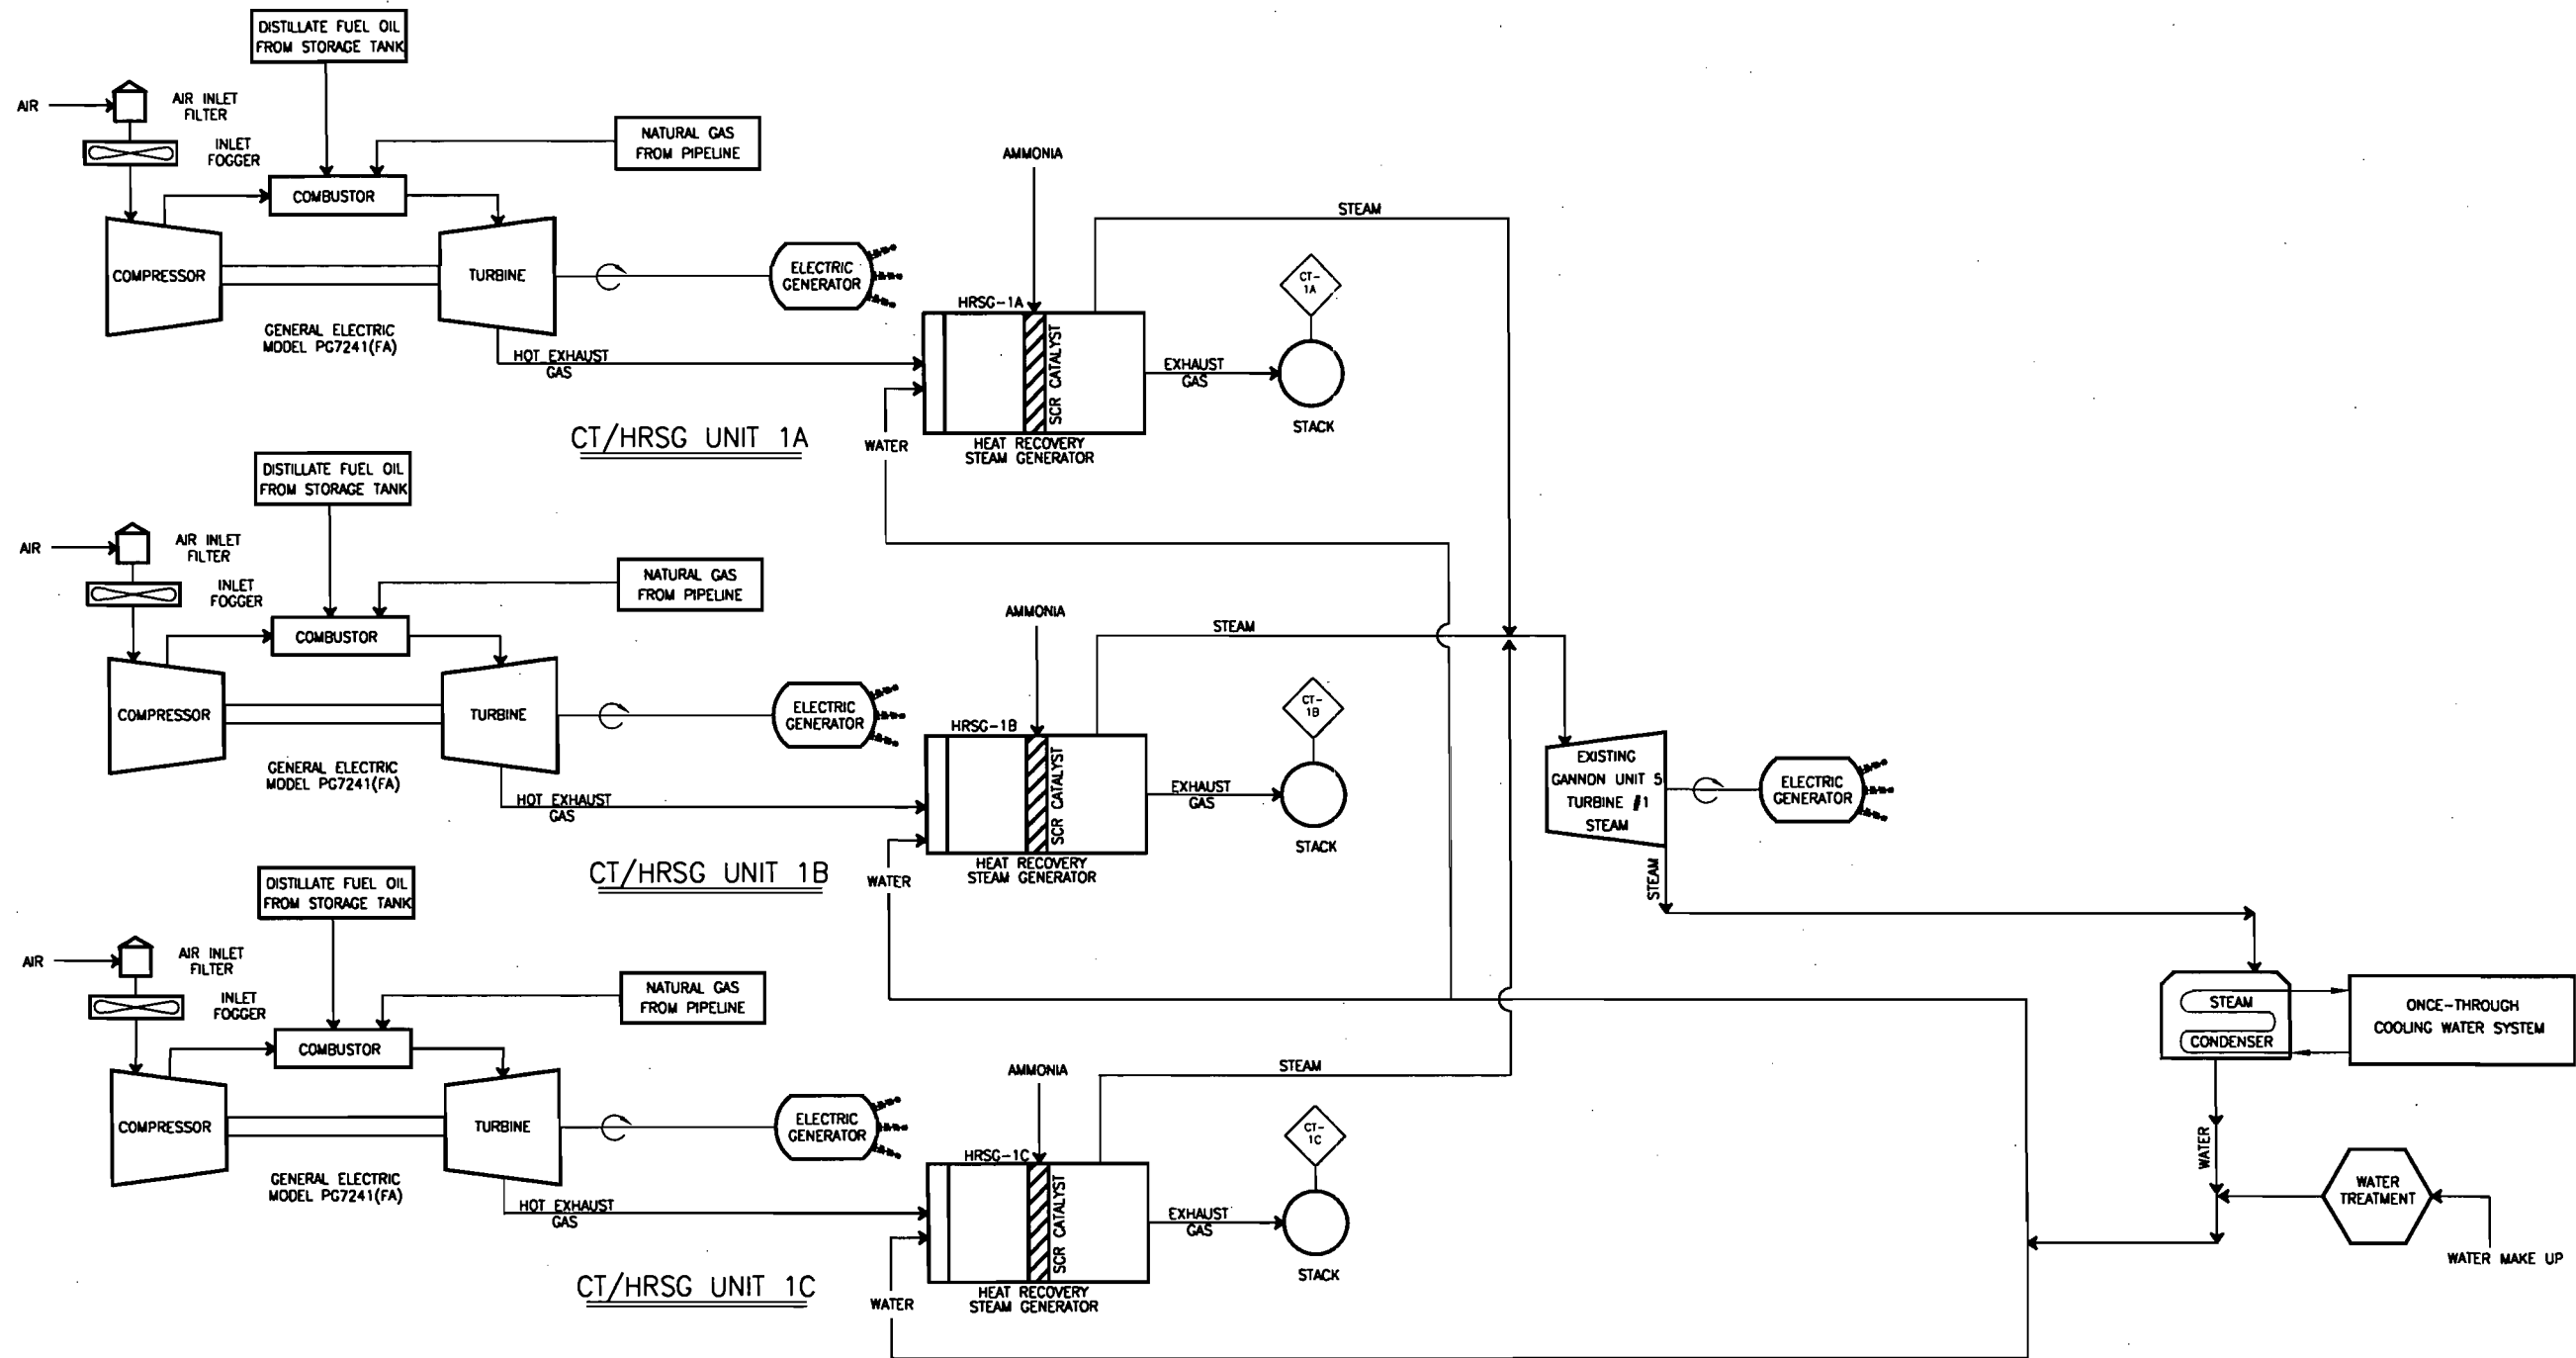 DISTILLATE FUEL OIL
FROM STORAGE TANK
AIR
AIR INLET
FILTER
INLET
FOGGER
NATURAL GAS
FROM PIPELINE
COMBUSTOR
COMPRESSOR
TURBINE
ELECTRIC
GENERATOR
GENERAL ELECTRIC
MODEL PG7241(FA)
HOT EXHAUST
GAS
AMMONIA
STEAM
HRSG-1A
SCR CATALYST
CT-
1A
EXHAUST
GAS
STACK
WATER
HEAT RECOVERY
STEAM GENERATOR
CT/HRSG UNIT 1A
DISTILLATE FUEL OIL
FROM STORAGE TANK
AIR
AIR INLET
FILTER
INLET
FOGGER
NATURAL GAS
FROM PIPELINE
COMBUSTOR
COMPRESSOR
TURBINE
ELECTRIC
GENERATOR
GENERAL ELECTRIC
MODEL PG7241(FA)
HOT EXHAUST
GAS
AMMONIA
STEAM
HRSG-1B
SCR CATALYST
CT-
1B
EXHAUST
GAS
STACK
WATER
HEAT RECOVERY
STEAM GENERATOR
CT/HRSG UNIT 1B
EXISTING
GANNON UNIT 5
TURBINE #1
STEAM
ELECTRIC
GENERATOR
STEAM
DISTILLATE FUEL OIL
FROM STORAGE TANK
AIR
AIR INLET
FILTER
INLET
FOGGER
NATURAL GAS
FROM PIPELINE
COMBUSTOR
COMPRESSOR
TURBINE
ELECTRIC
GENERATOR
GENERAL ELECTRIC
MODEL PG7241(FA)
HOT EXHAUST
GAS
AMMONIA
STEAM
HRSG-1C
SCR CATALYST
CT-
1C
EXHAUST
GAS
STACK
WATER
HEAT RECOVERY
STEAM GENERATOR
CT/HRSG UNIT 1C
STEAM
CONDENSER
ONCE-THROUGH
COOLING WATER SYSTEM
WATER
WATER
TREATMENT
WATER MAKE UP